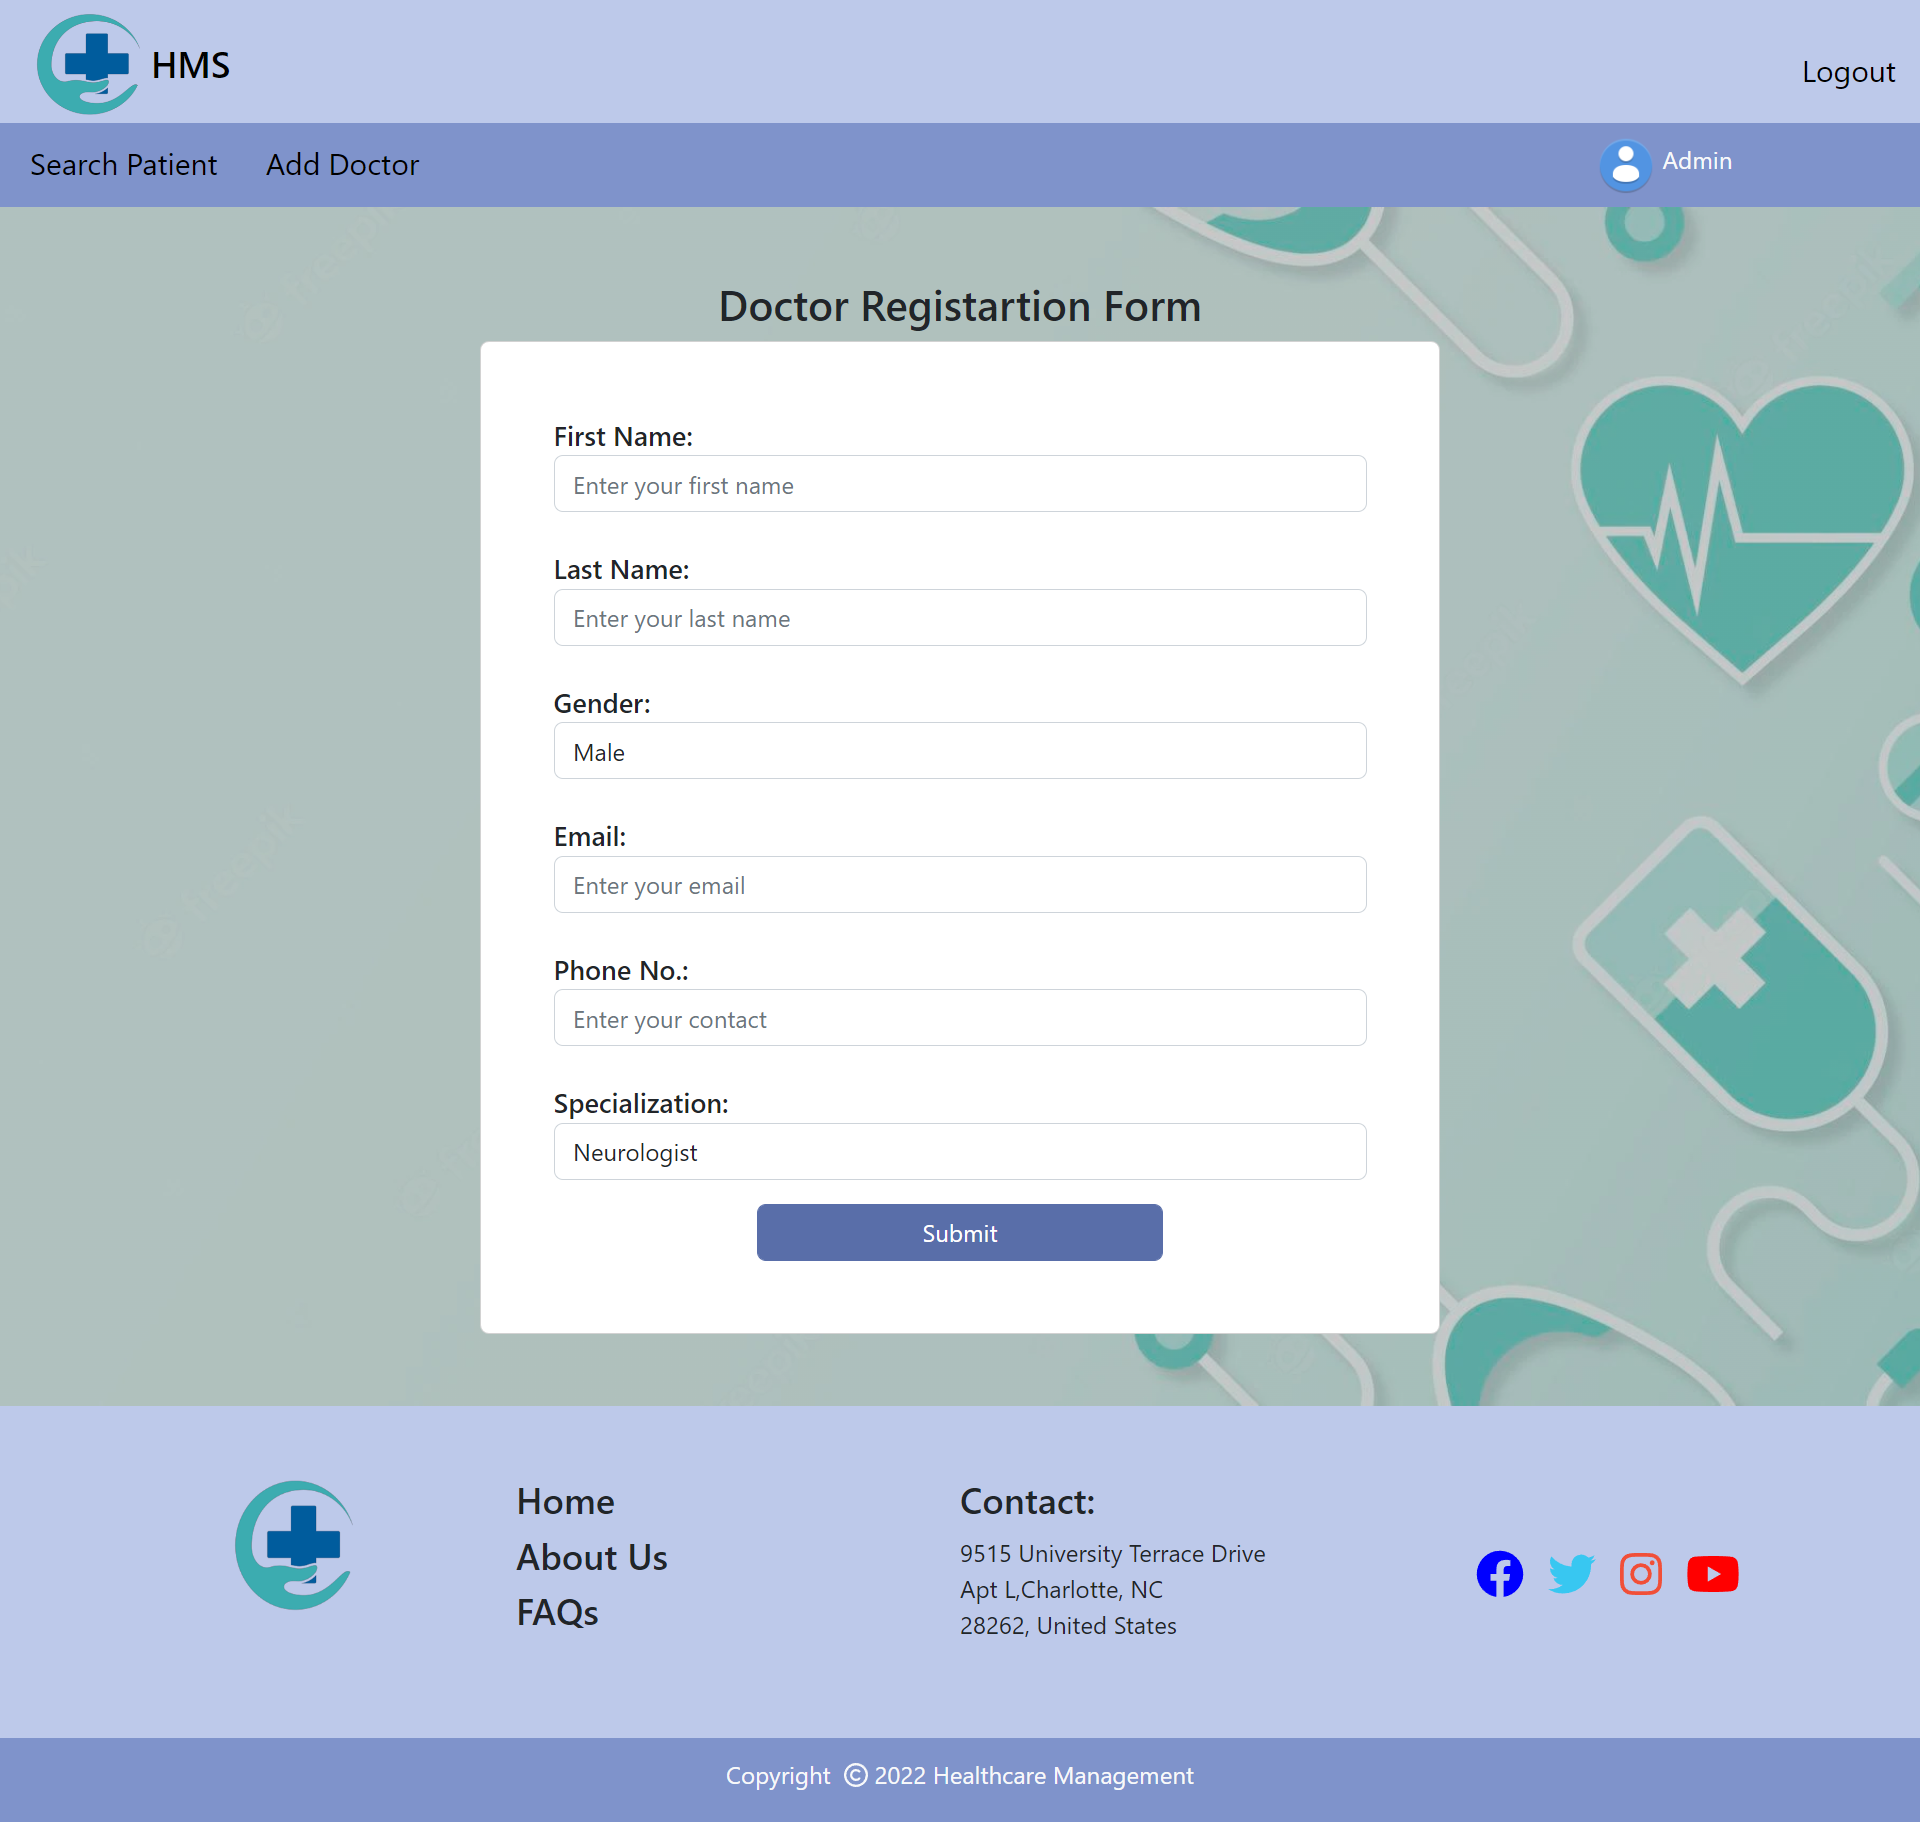 HMS
Logout
Search Patient
Add Doctor
Admin
Doctor Registartion Form
First Name:
Enter your first name
Last Name:
Enter your last name
Gender:
Male
Email:
Enter your email
Phone No.:
Enter your contact
Specialization:
Neurologist
Submit
Home
About Us
FAQs
Contact:
9515 University Terrace Drive
Apt L,Charlotte, NC
28262, United States
Copyright © 2022 Healthcare Management